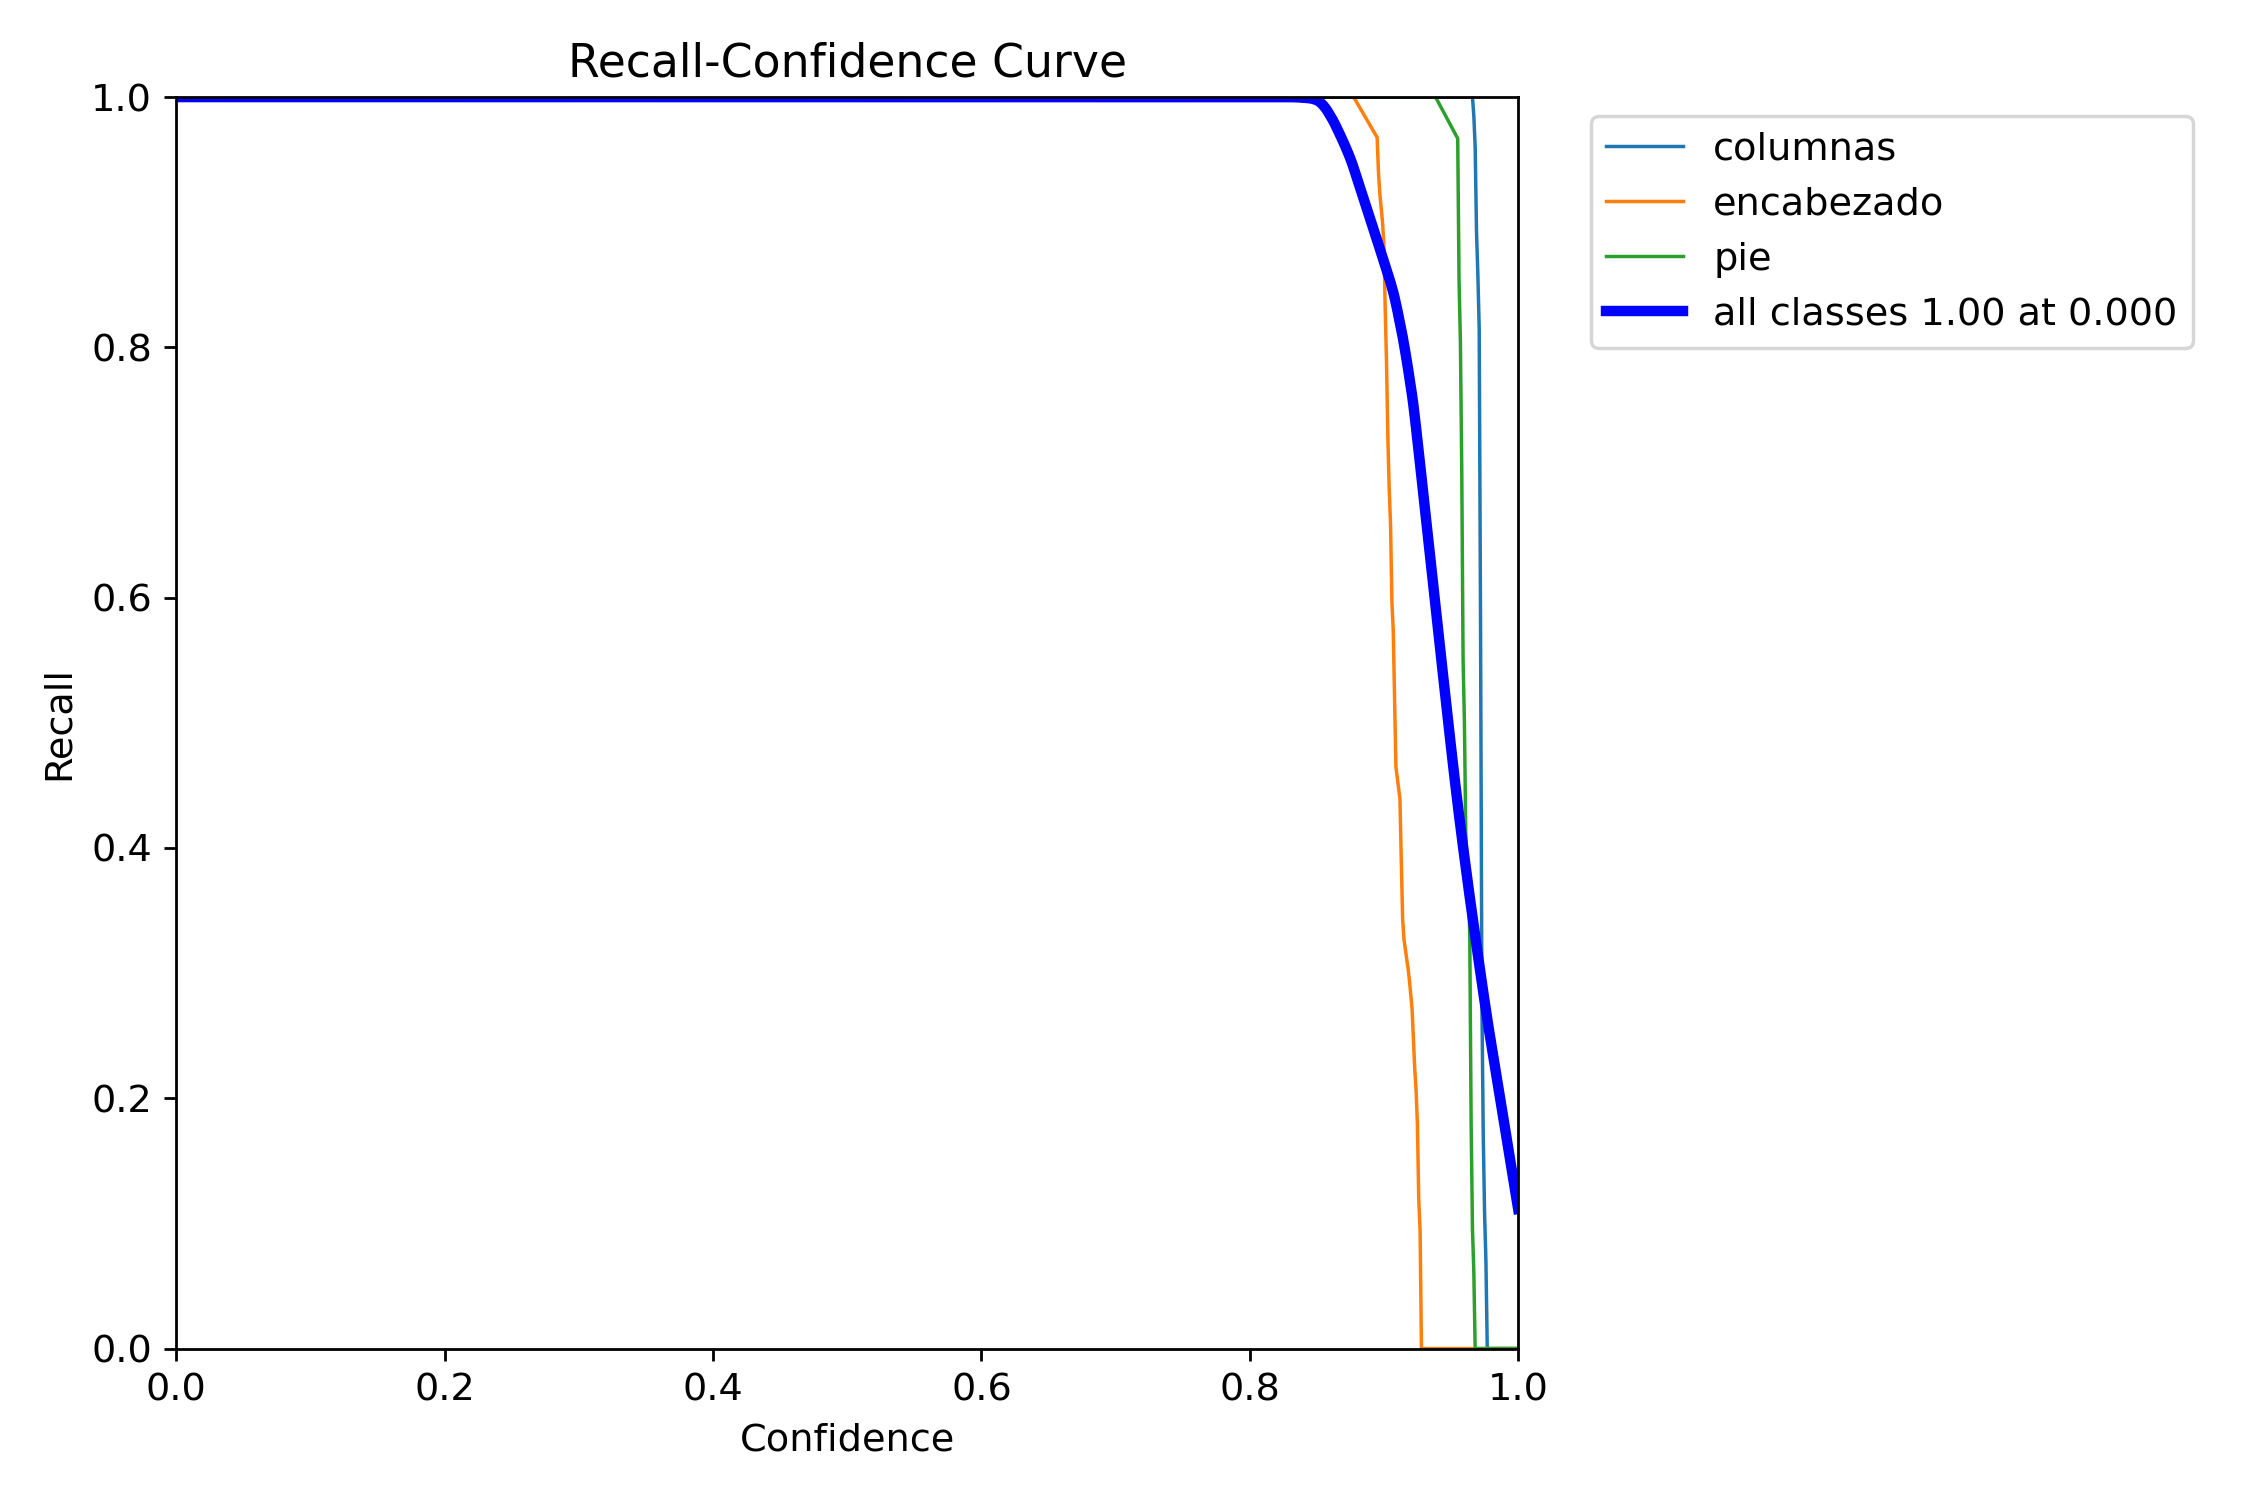 Recall-Confidence Curve
1.0
0.8
0.6
0.4
0.2
0.0
Recall
0.0 0.2 0.4 0.6 0.8 1.0
Confidence
columnas
encabezado
pie
all classes 1.00 at 0.000